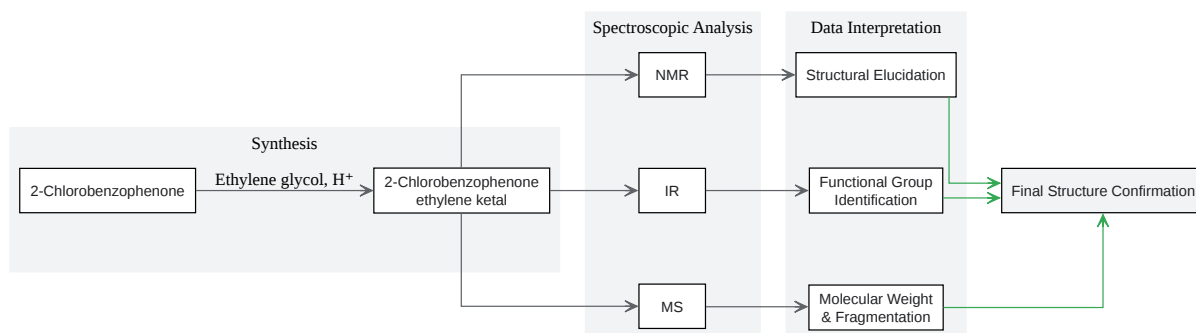 Spectroscopic Analysis
Data Interpretation
NMR
Structural Elucidation
Synthesis
2-Chlorobenzophenone
Ethylene glycol, H⁺
2-Chlorobenzophenone
ethylene ketal
IR
Functional Group
Identification
Final Structure Confirmation
MS
Molecular Weight
& Fragmentation